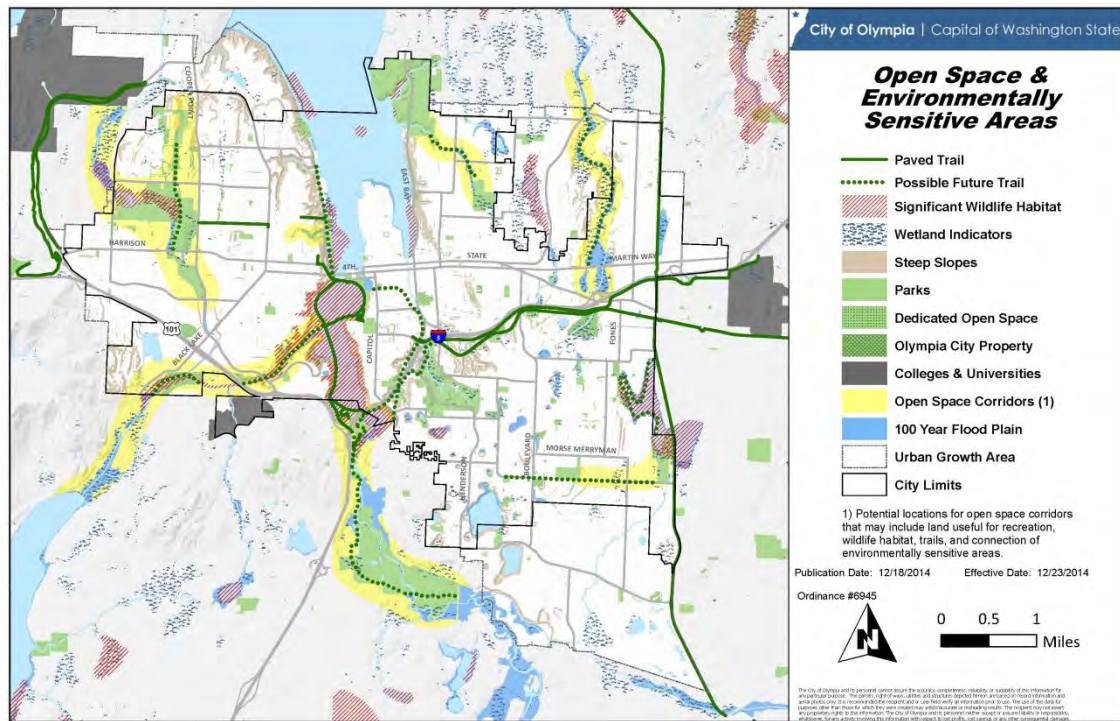 City of Olympia | Capital of Washington State
Open Space &
Environmentally
Sensitive Areas
Paved Trail
Possible Future Trail
Significant Wildlife Habitat
Wetland Indicators
Steep Slopes
Parks
Dedicated Open Space
Olympia City Property
Colleges & Universities
Open Space Corridors (1)
100 Year Flood Plain
Urban Growth Area
City Limits
1) Potential locations for open space corridors
that may include land useful for recreation,
wildlife habitat, trails, and connection of
environmentally sensitive areas.
Publication Date: 12/18/2014 Effective Date: 12/23/2014
Ordinance #6945
N
0 0.5 1
Miles
COOPER POINT
EAST BAY
HARRISON
4TH
STATE
MARTIN WAY
101
BLACK LAKE
CAPITOL
5
FONES
BOULEVARD
MORSE MERRYMAN
HENDERSON